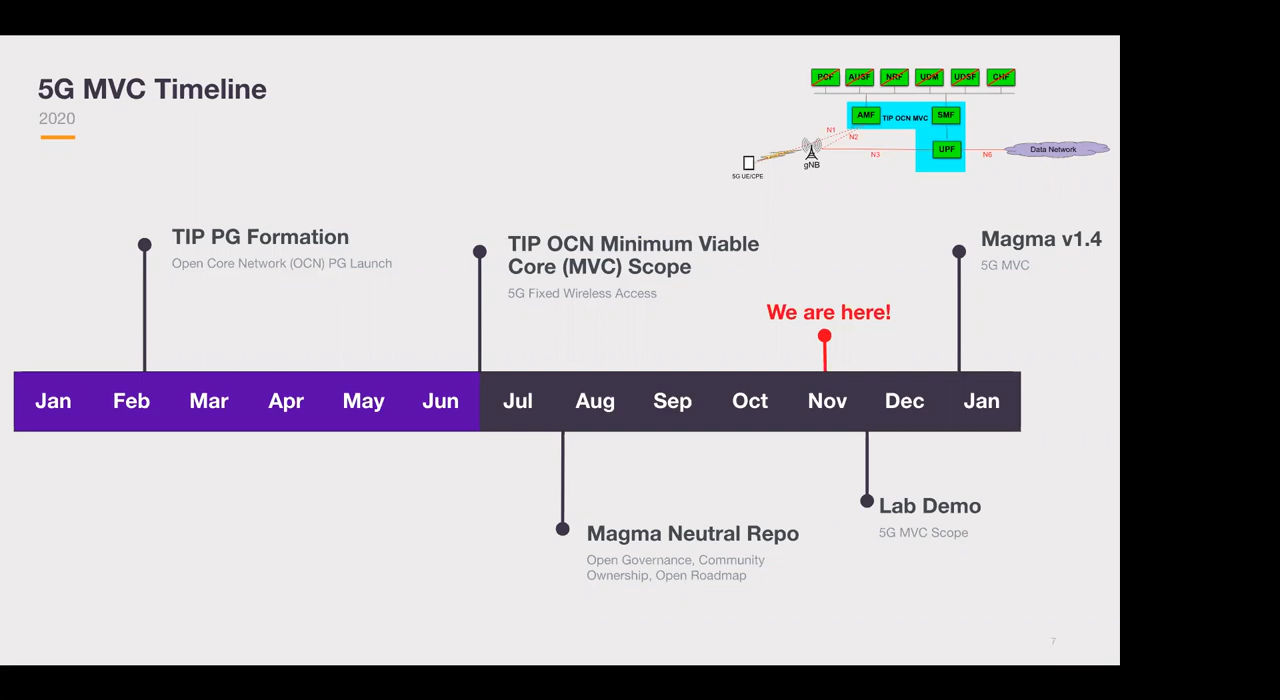 5G MVC Timeline
2020
PCF AUSF NRF UDM UDSF CHF
AMF TIP OCN MVC SMF
N1
N2
UPF
N3
N6
Data Network
gNB
5G UE/CPE
TIP PG Formation
Open Core Network (OCN) PG Launch
TIP OCN Minimum Viable
Core (MVC) Scope
5G Fixed Wireless Access
Magma v1.4
5G MVC
We are here!
Jan Feb Mar Apr May Jun Jul Aug Sep Oct Nov Dec Jan
Magma Neutral Repo
Open Governance, Community
Ownership, Open Roadmap
Lab Demo
5G MVC Scope
7